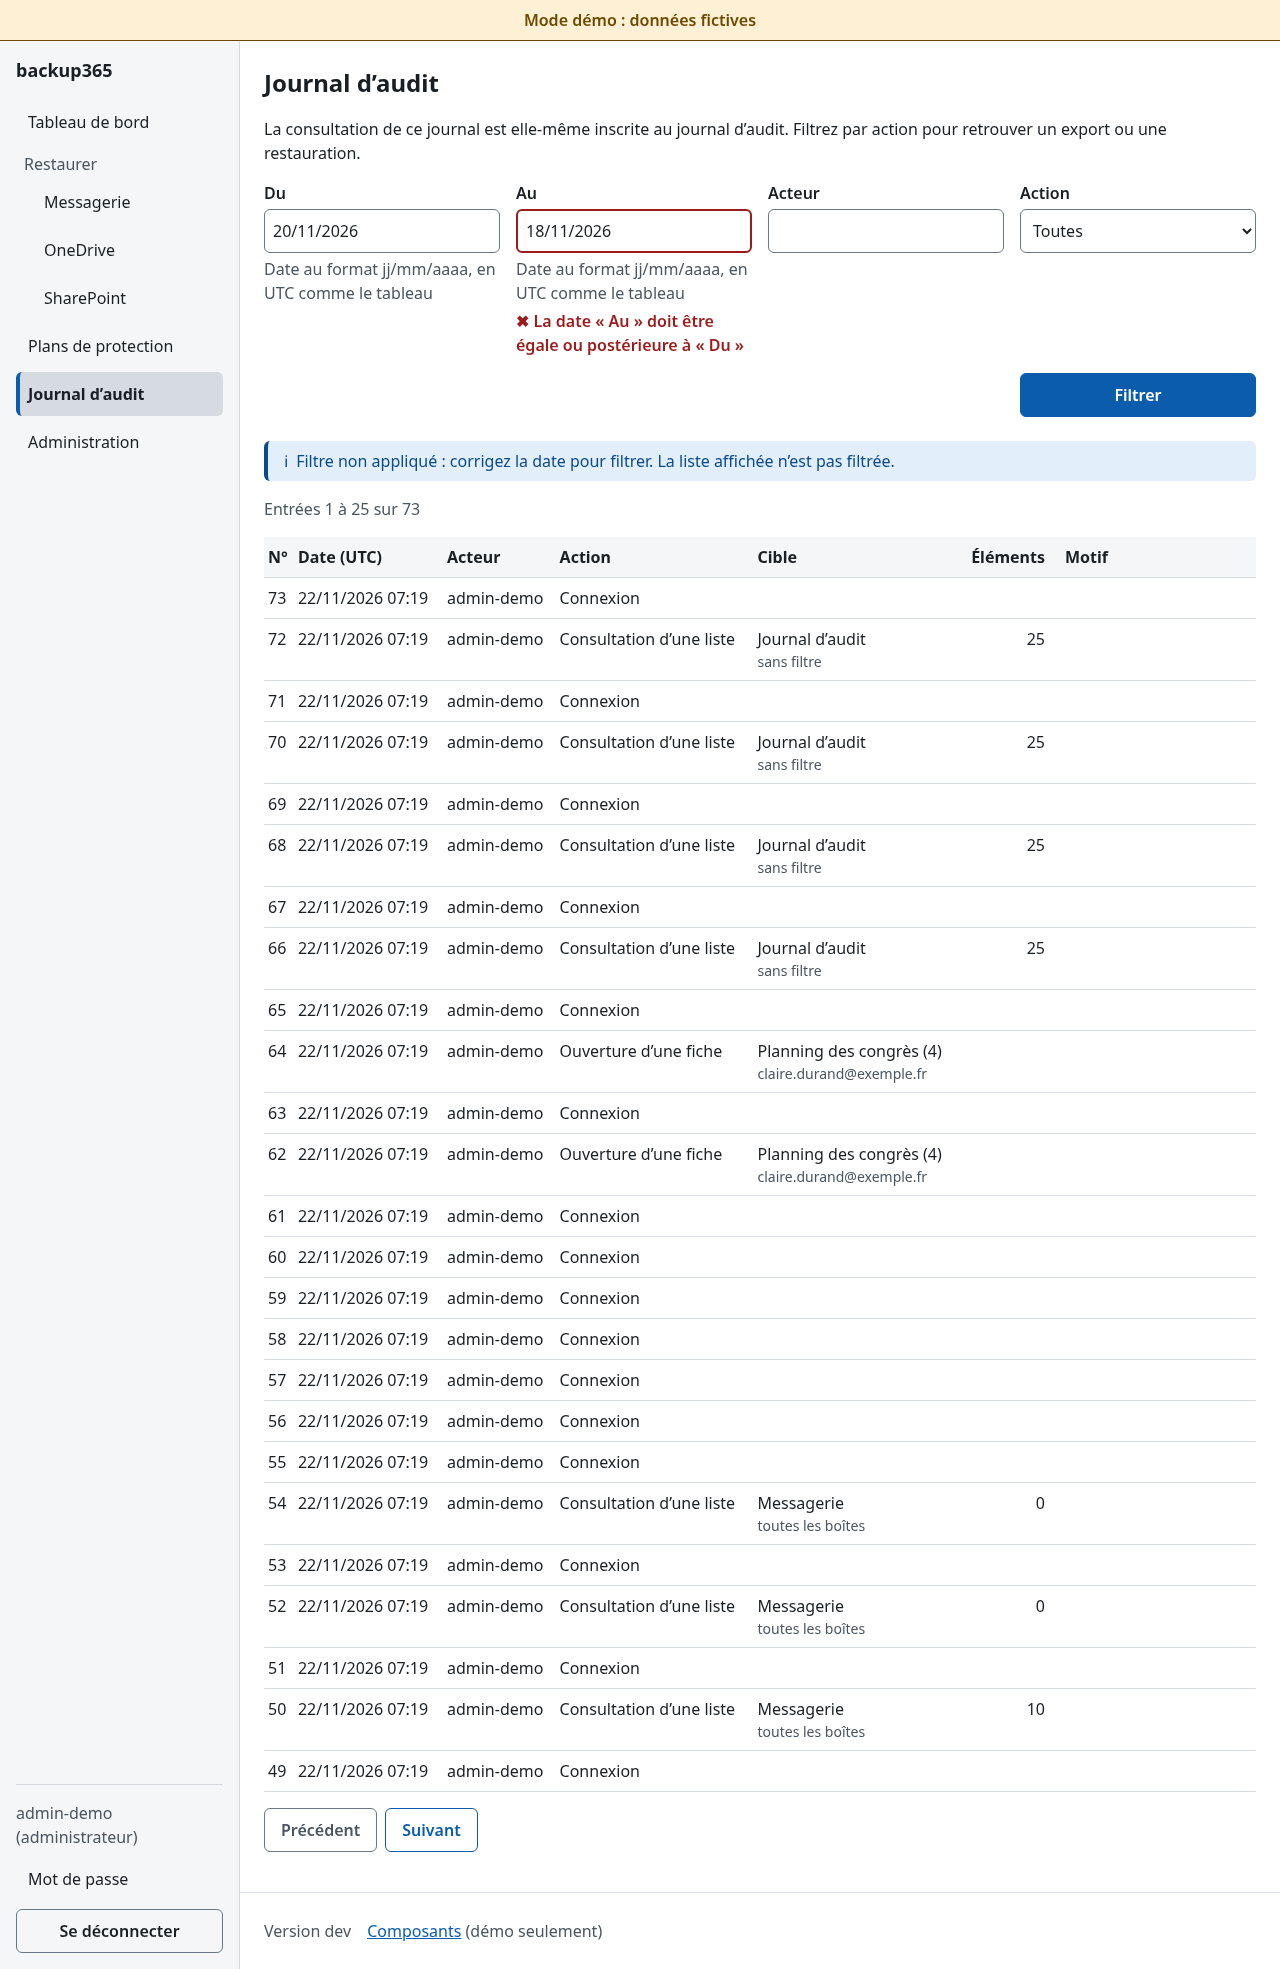 Mode démo : données fictives
backup365
Tableau de bord
Restaurer
Messagerie
OneDrive
SharePoint
Plans de protection
Journal d’audit
Administration
admin-demo
(administrateur)
Mot de passe
Se déconnecter
Journal d’audit
La consultation de ce journal est elle-même inscrite au journal d’audit. Filtrez par action pour retrouver un export ou une
restauration.
Du Au Acteur Action
20/11/2026 18/11/2026 Toutes
Date au format jj/mm/aaaa, en
UTC comme le tableau
Date au format jj/mm/aaaa, en
UTC comme le tableau
✖ La date « Au » doit être
égale ou postérieure à « Du »
Filtrer
i Filtre non appliqué : corrigez la date pour filtrer. La liste affichée n’est pas filtrée.
Entrées 1 à 25 sur 73
N° Date (UTC) Acteur Action Cible Éléments Motif
73 22/11/2026 07:19 admin-demo Connexion
72 22/11/2026 07:19 admin-demo Consultation d’une liste Journal d’audit 25
sans filtre
71 22/11/2026 07:19 admin-demo Connexion
70 22/11/2026 07:19 admin-demo Consultation d’une liste Journal d’audit 25
sans filtre
69 22/11/2026 07:19 admin-demo Connexion
68 22/11/2026 07:19 admin-demo Consultation d’une liste Journal d’audit 25
sans filtre
67 22/11/2026 07:19 admin-demo Connexion
66 22/11/2026 07:19 admin-demo Consultation d’une liste Journal d’audit 25
sans filtre
65 22/11/2026 07:19 admin-demo Connexion
64 22/11/2026 07:19 admin-demo Ouverture d’une fiche Planning des congrès (4)
claire.durand@exemple.fr
63 22/11/2026 07:19 admin-demo Connexion
62 22/11/2026 07:19 admin-demo Ouverture d’une fiche Planning des congrès (4)
claire.durand@exemple.fr
61 22/11/2026 07:19 admin-demo Connexion
60 22/11/2026 07:19 admin-demo Connexion
59 22/11/2026 07:19 admin-demo Connexion
58 22/11/2026 07:19 admin-demo Connexion
57 22/11/2026 07:19 admin-demo Connexion
56 22/11/2026 07:19 admin-demo Connexion
55 22/11/2026 07:19 admin-demo Connexion
54 22/11/2026 07:19 admin-demo Consultation d’une liste Messagerie 0
toutes les boîtes
53 22/11/2026 07:19 admin-demo Connexion
52 22/11/2026 07:19 admin-demo Consultation d’une liste Messagerie 0
toutes les boîtes
51 22/11/2026 07:19 admin-demo Connexion
50 22/11/2026 07:19 admin-demo Consultation d’une liste Messagerie 10
toutes les boîtes
49 22/11/2026 07:19 admin-demo Connexion
Précédent Suivant
Version dev Composants (démo seulement)